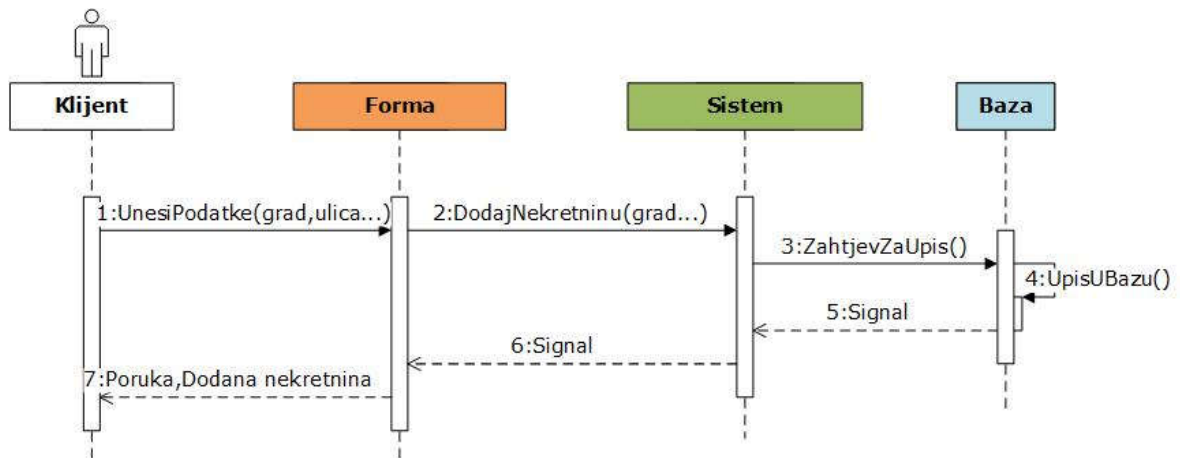 Klijent
Forma
Sistem
Baza
1:UnesiPodatke(grad,ulica...)
2:DodajNekretninu(grad...)
3:ZahtjevZaUpis()
4:UpisUBazu()
5:Signal
6:Signal
7:Poruka,Dodana nekretnina